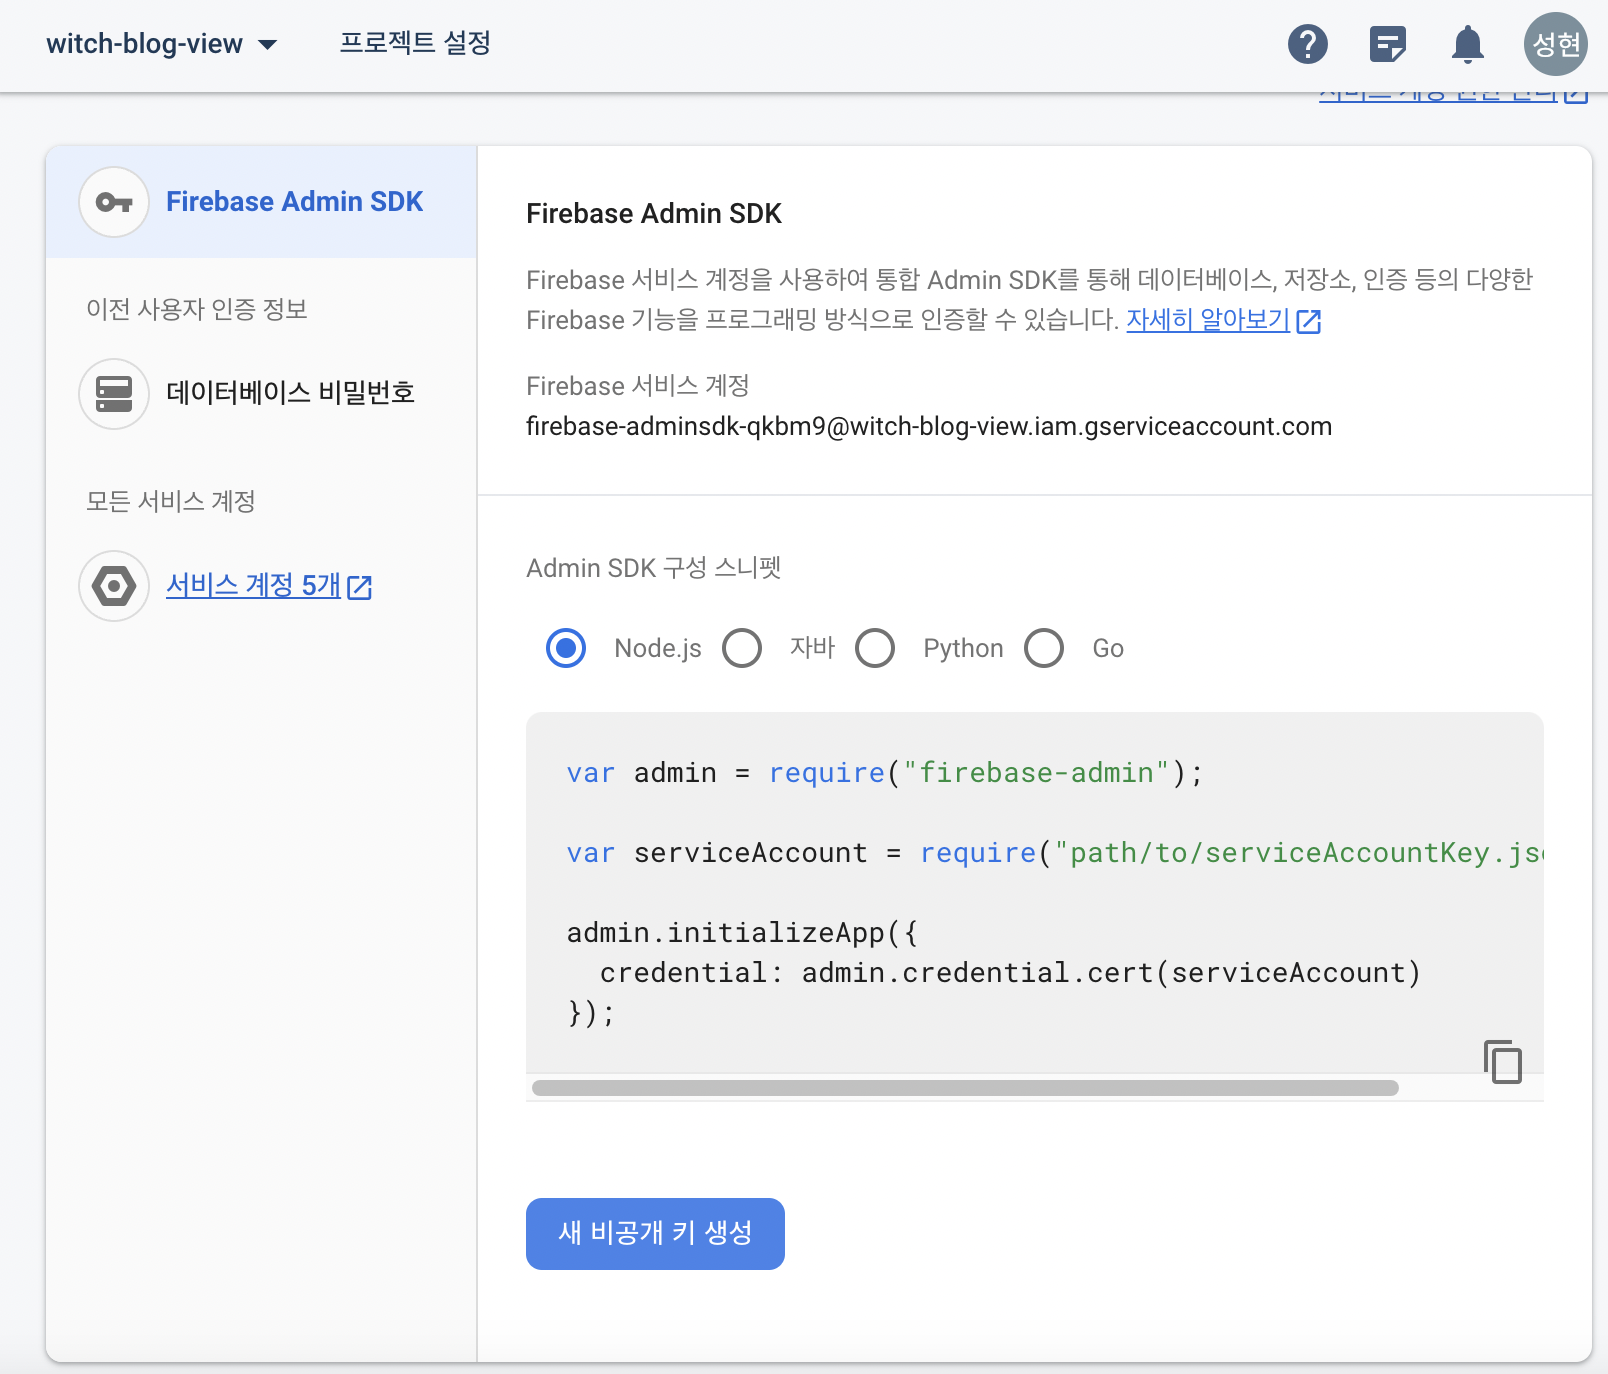 witch-blog-view 프로젝트 설정
성현
Firebase Admin SDK
이전 사용자 인증 정보
데이터베이스 비밀번호
모든 서비스 계정
서비스 계정 5개
Firebase Admin SDK
Firebase 서비스 계정을 사용하여 통합 Admin SDK를 통해 데이터베이스, 저장소, 인증 등의 다양한
Firebase 기능을 프로그래밍 방식으로 인증할 수 있습니다. 자세히 알아보기
Firebase 서비스 계정
firebase-adminsdk-qkbm9@witch-blog-view.iam.gserviceaccount.com
Admin SDK 구성 스니펫
Node.js 자바 Python Go
var admin = require("firebase-admin");
var serviceAccount = require("path/to/serviceAccountKey.js
admin.initializeApp({
credential: admin.credential.cert(serviceAccount)
});
새 비공개 키 생성